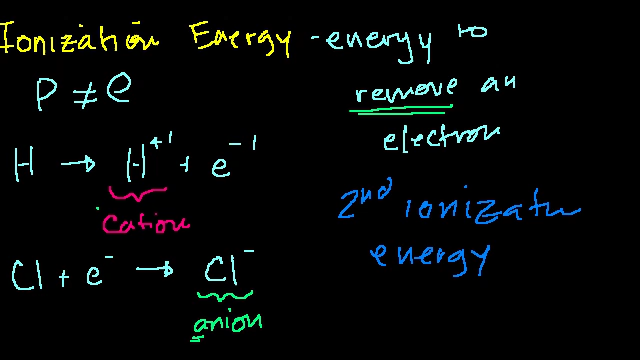 Ionization Energy - energy to
remove an
electron
P ≠ e
H → H⁺¹ + e⁻¹
cation
Cl + e⁻ → Cl⁻
anion
2nd ionizatn
energy